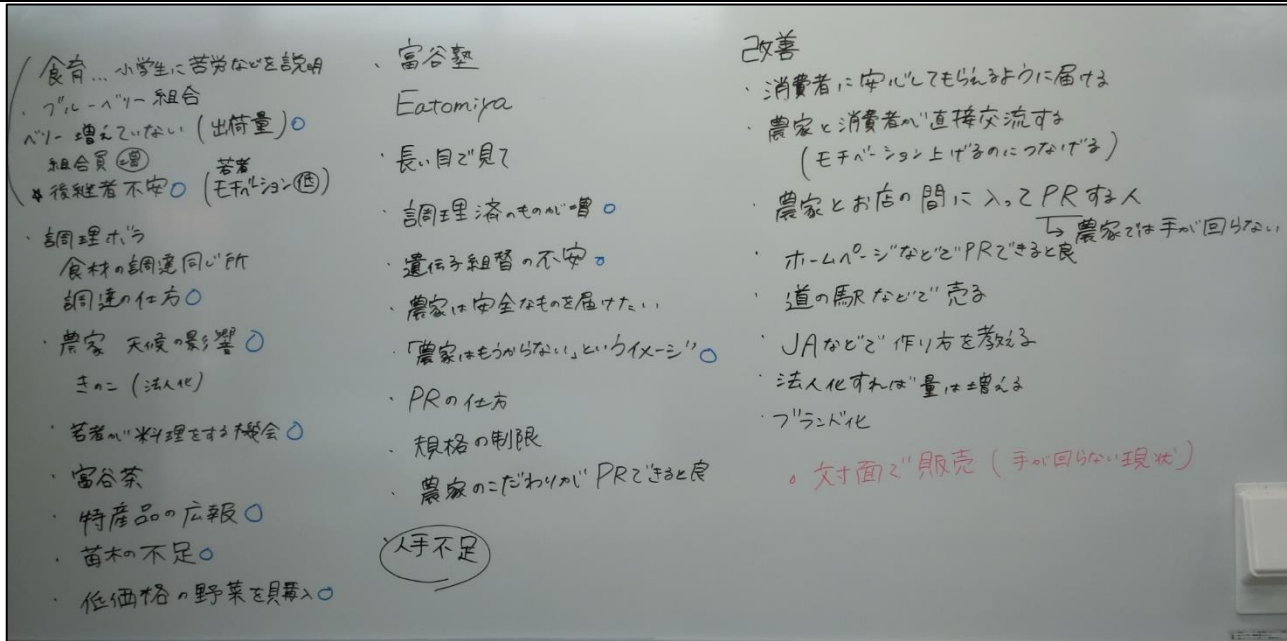 食育...小学生に苦労などを説明
・ブルーベリー組合
ベリー増えていない(出荷量)○
組合員 増
*後継者不安○ (若者 モチベーション低)
・調理ボラ
食材の調達同じ所
調達の仕方○
・農家 天候の影響○
きのこ(法人化)
・若者が料理をする機会○
・富谷茶
・特産品の広報○
・苗木の不足○
・低価格の野菜を購入○
・富谷塾
Eatomiya
・長い目で見て
・調理済のものが増○
・遺伝子組替の不安○
・農家は安全なものを届けたい
・「農家はもうからない」というイメージ○
・PRの仕方
・規格の制限
・農家のこだわりがPRできると良
・人手不足
改善
・消費者に安心してもらえるように届ける
・農家と消費者が直接交流する
(モチベーション上げるのにつなげる)
・農家とお店の間に入ってPRする人
↳農家では手が回らない
・ホームページなどでPRできると良
・道の駅などで売る
・JAなどで作り方を教える
・法人化すれば量は増える
・ブランド化
○対面で販売(手が回らない現状)